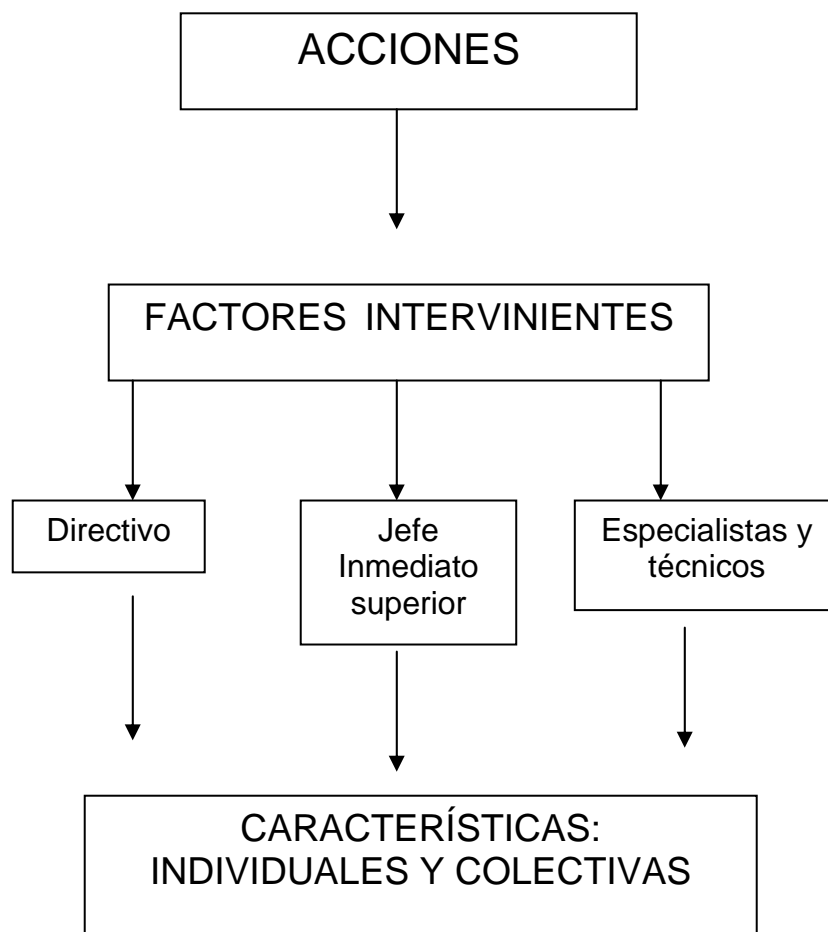 ACCIONES
FACTORES INTERVINIENTES
Directivo
Jefe
Inmediato
superior
Especialistas y
técnicos
CARACTERÍSTICAS:
INDIVIDUALES Y COLECTIVAS